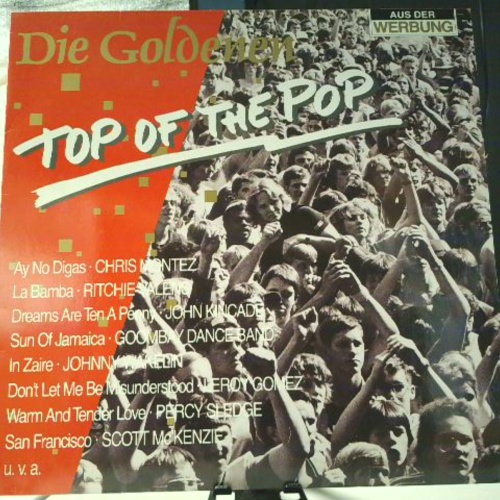 Die Goldenen
AUS DER
WERBUNG
TOP OF THE POP
Ay No Digas · CHRIS MONTEZ
La Bamba · RITCHIE VALENS
Dreams Are Ten A Penny · JOHN KINCADE
Sun Of Jamaica · GOOMBAY DANCE BAND
In Zaire · JOHNNY WAKELIN
Don't Let Me Be Misunderstood · LEROY GOMEZ
Warm And Tender Love · PERCY SLEDGE
San Francisco · SCOTT McKENZIE
u. v. a.